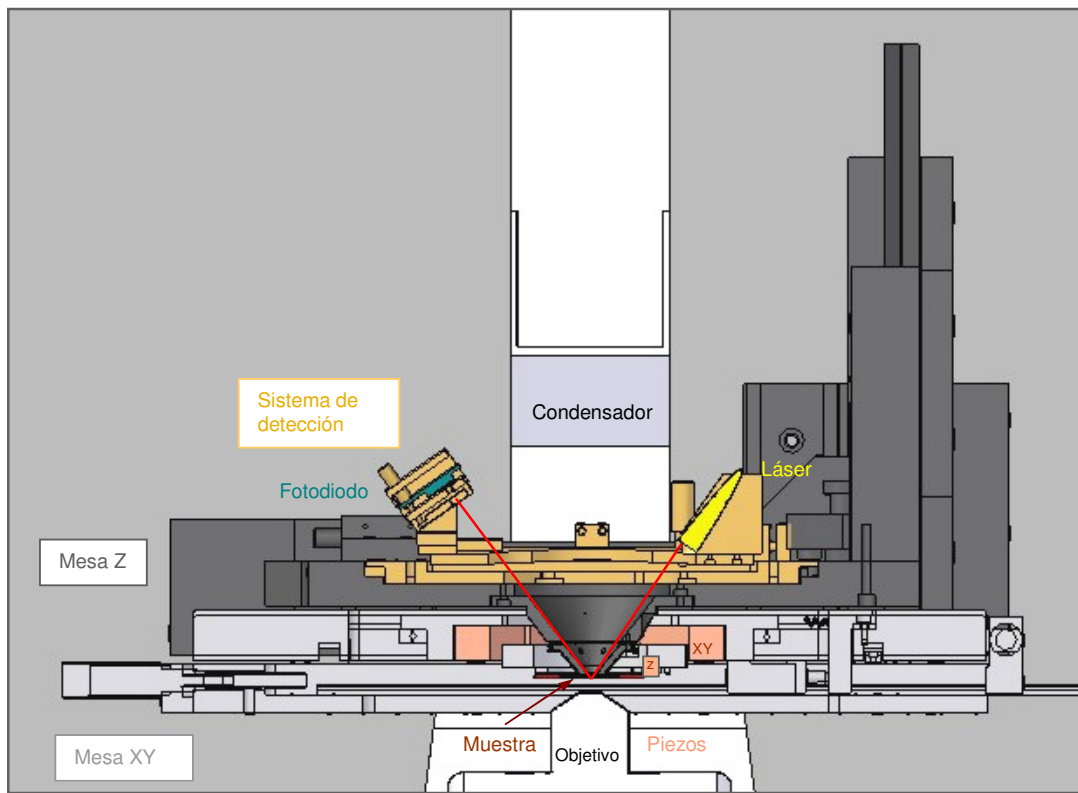 Condensador
Sistema de
detección
Láser
Fotodiodo
Mesa Z
XY
z
Muestra
Objetivo
Piezos
Mesa XY